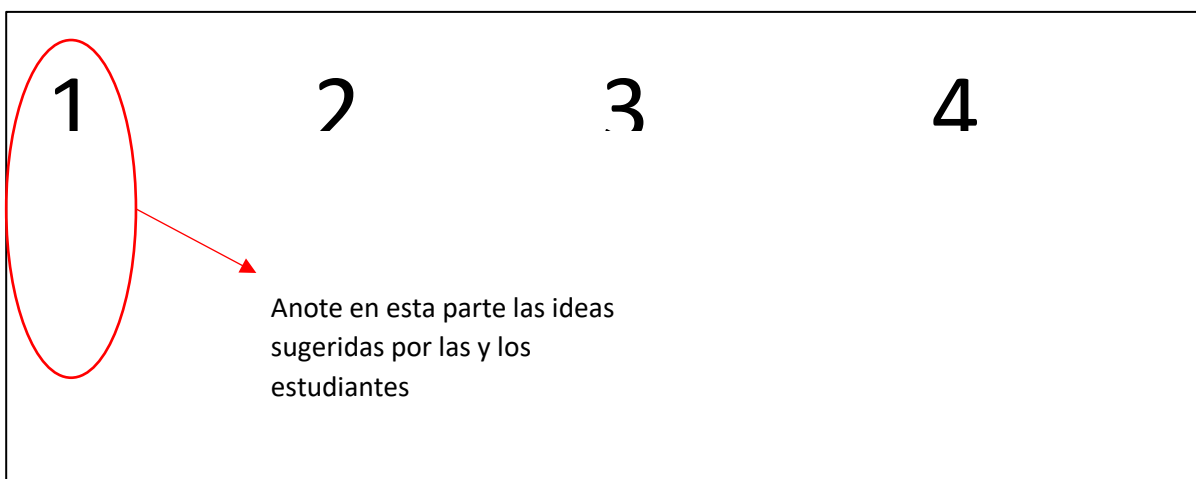 1 2 3 4
Anote en esta parte las ideas
sugeridas por las y los
estudiantes